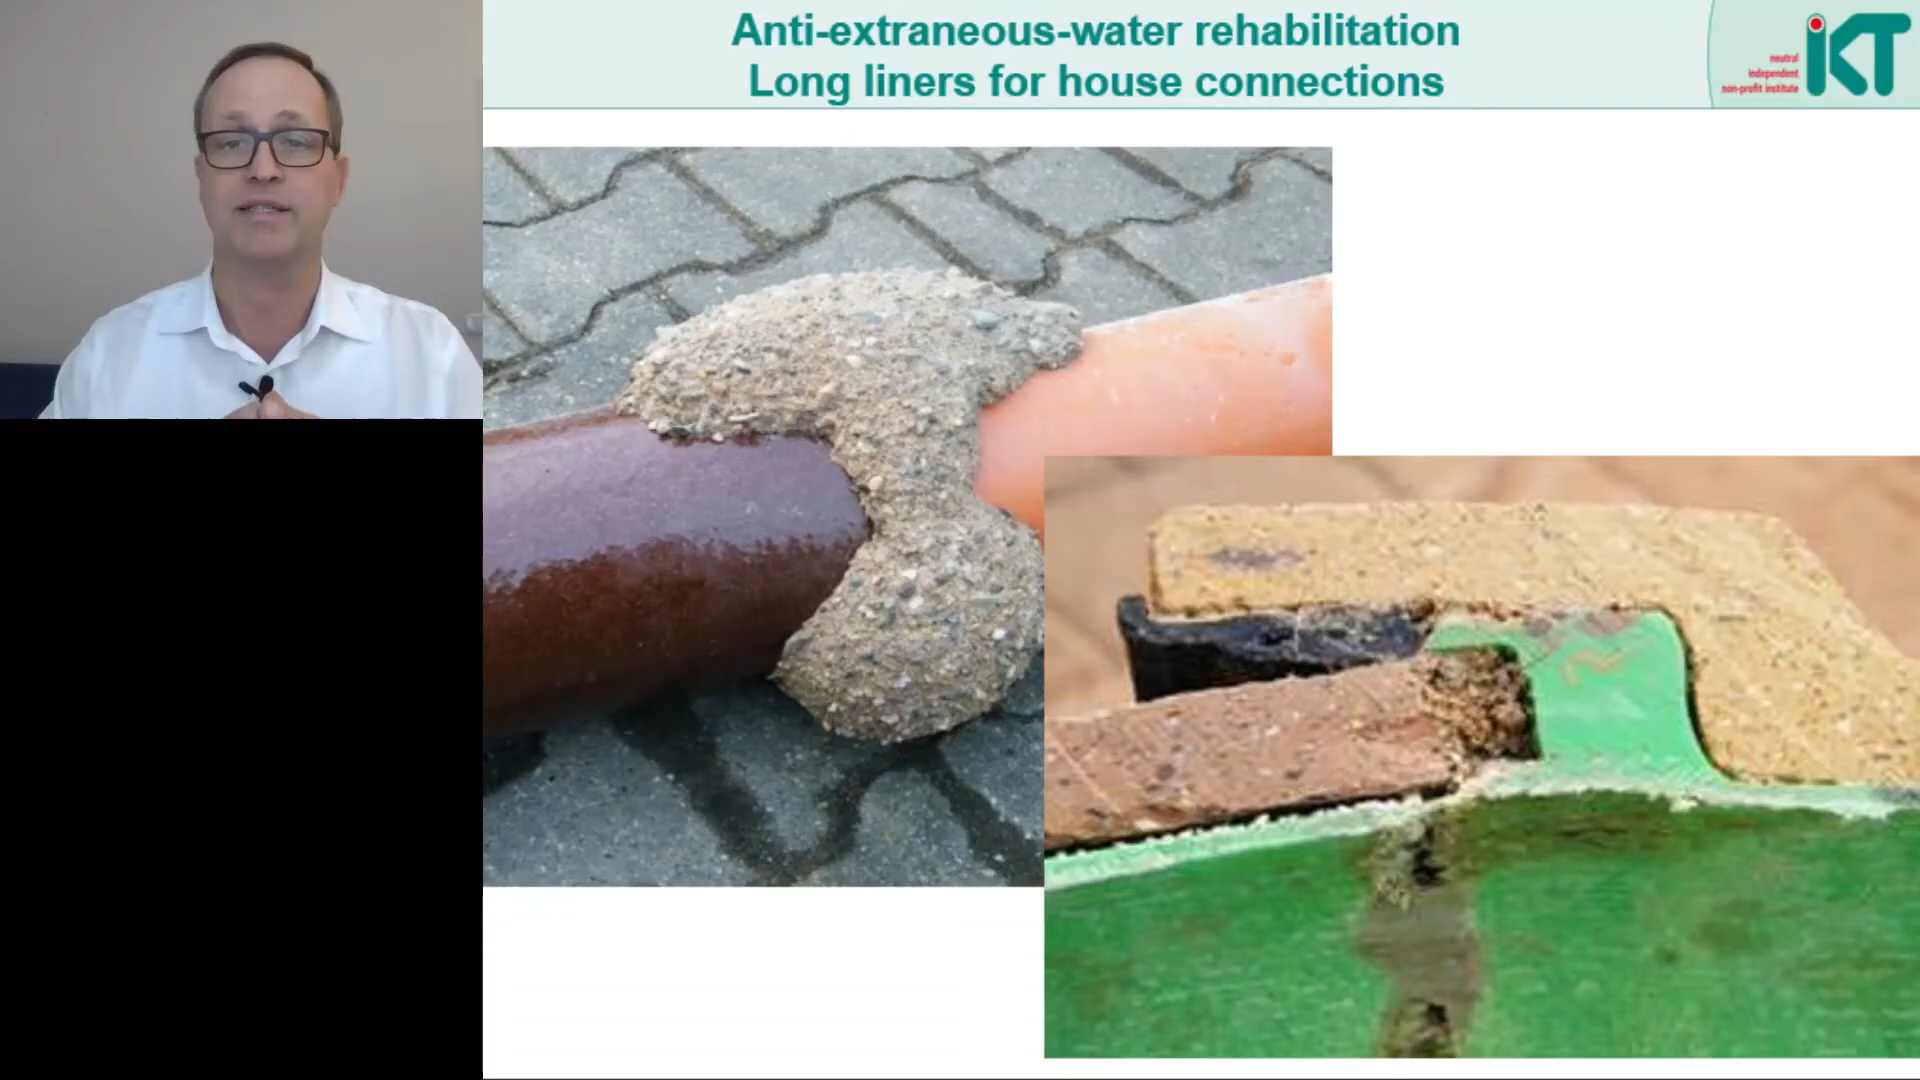 Anti-extraneous-water rehabilitation
Long liners for house connections
neutral
independent
non-profit institute
iKT